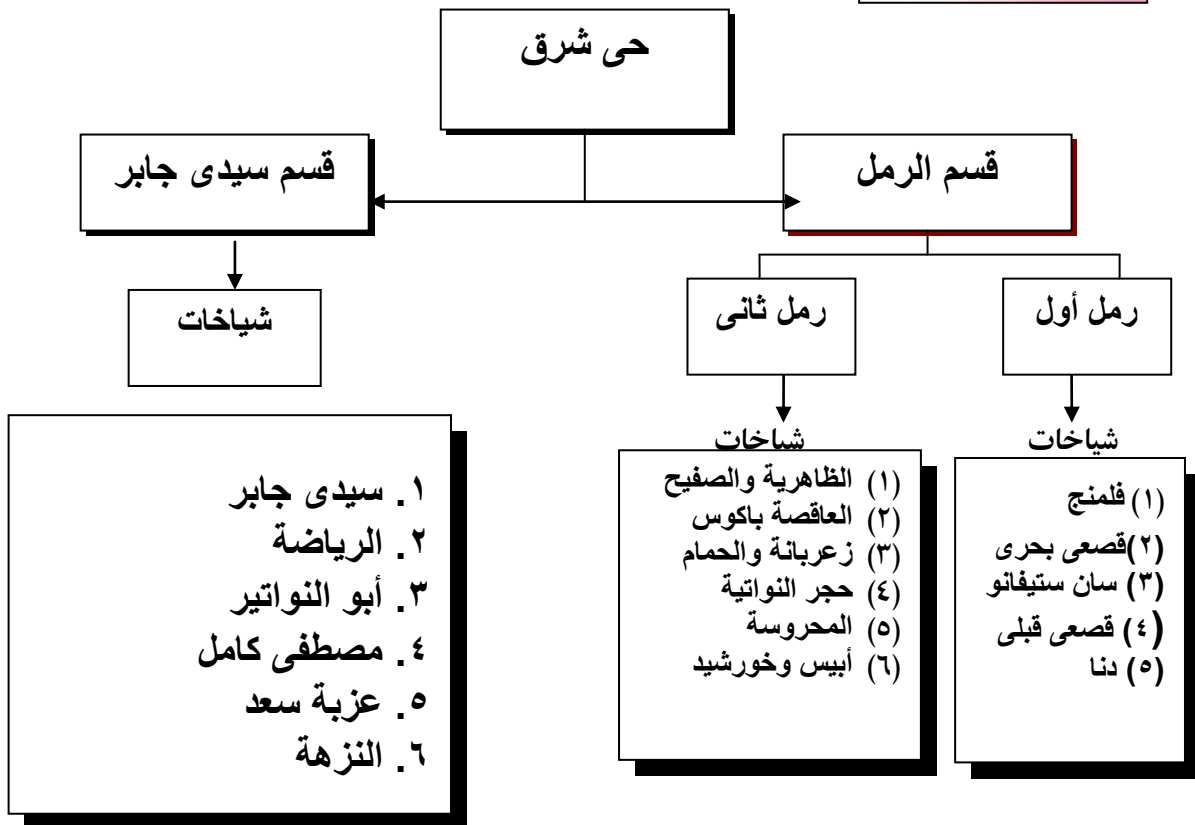 حى شرق
قسم الرمل
قسم سيدى جابر
رمل أول
رمل ثانى
شياخات
شياخات
(١) فلمنج
(٢)قصعى بحرى
(٣) سان ستيفانو
(٤) قصعى قبلى
(٥) دنا
شياخات
(١) الظاهرية والصفيح
(٢) العاقصة باكوس
(٣) زعربانة والحمام
(٤) حجر النواتية
(٥) المحروسة
(٦) أبيس وخورشيد
١. سيدى جابر
٢. الرياضة
٣. أبو النواتير
٤. مصطفى كامل
٥. عزبة سعد
٦. النزهة